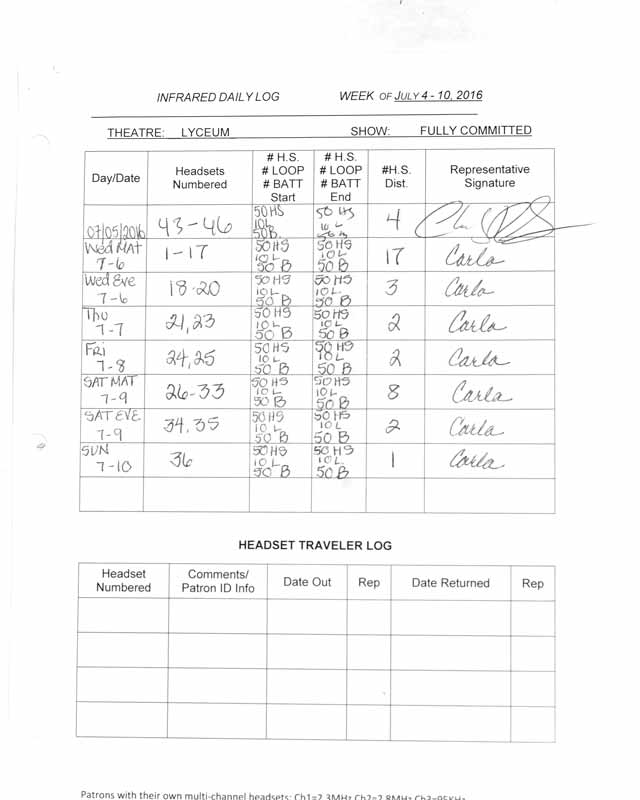 INFRARED DAILY LOG WEEK OF JULY 4 - 10, 2016
THEATRE: LYCEUM SHOW: FULLY COMMITTED
Day/Date Headsets Numbered # H.S. # LOOP # BATT Start # H.S. # LOOP # BATT End #H.S. Dist. Representative Signature
07/05/2016 43-46 50 HS 10L 50B. 50 HS 10 L 50 B 4
Wed MAT 7-6 1-17 50 HS 10 L 50 B 50 HS 10 L 50 B 17 Carla
Wed Eve 7-6 18-20 50 HS 10 L 50 B 50 HS 10 L 50 B 3 Carla
Thu 7-7 21,23 50 HS 10 L 50 B 50 HS 10 L 50 B 2 Carla
FRI 7-8 24,25 50 HS 10 L 50 B 50 HS 10 L 50 B 2 Carla
SAT MAT 7-9 26-33 50 HS 10 L 50 B 50 HS 10 L 50 B 8 Carla
SAT EVE 7-9 34,35 50 HS 10 L 50 B 50 HS 10 L 50 B 2 Carla
SUN 7-10 36 50 HS 10 L 50 B 50 HS 10 L 50 B 1 Carla
HEADSET TRAVELER LOG
Headset Numbered Comments/ Patron ID Info Date Out Rep Date Returned Rep
Patrons with their own multi-channel headsets: Ch1=2.3MHz Ch2=2.8MHz Ch3=95KHz